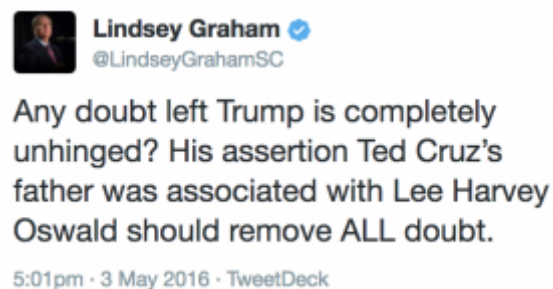 Lindsey Graham
@LindseyGrahamSC
Any doubt left Trump is completely
unhinged? His assertion Ted Cruz's
father was associated with Lee Harvey
Oswald should remove ALL doubt.
5:01pm · 3 May 2016 · TweetDeck